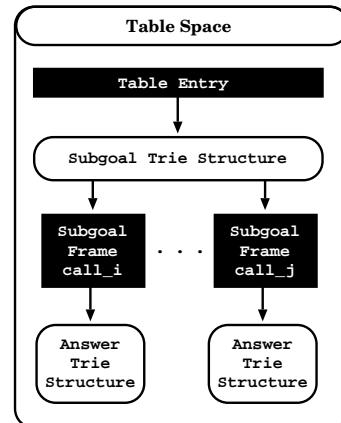 Table Space
Table Entry
Subgoal Trie Structure
Subgoal
Frame
call_i
. . .
Subgoal
Frame
call_j
Answer
Trie
Structure
Answer
Trie
Structure